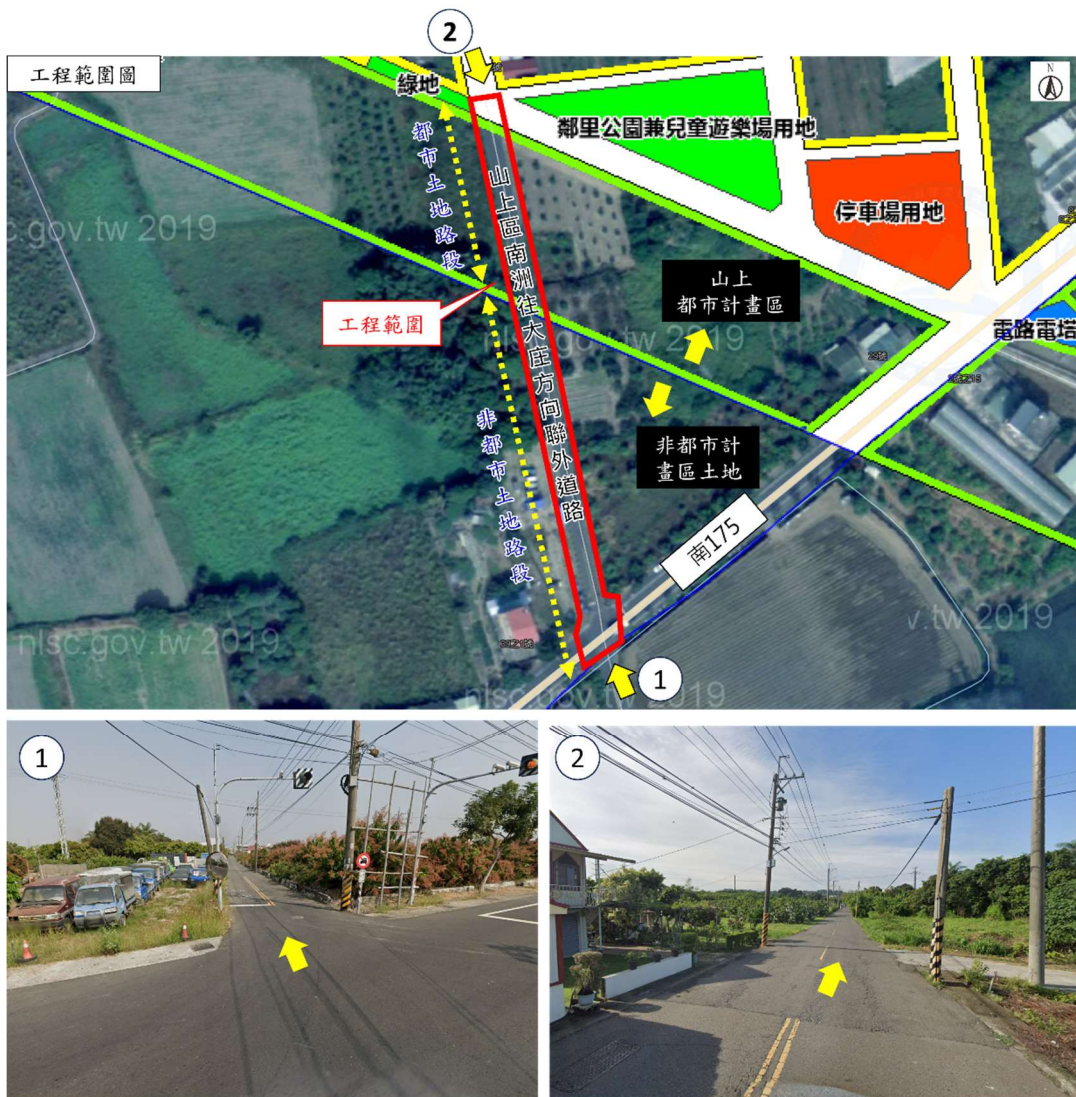 2
工程範圍圖
N
綠地
鄰里公園兼兒童遊樂場用地
都市土地路段
山上區南洲往大庄方向聯外道路
停車場用地
sc.gov.tw 2019
工程範圍
山上
都市計畫區
nlsc.gov.tw 2019
電路電塔
非都市計
畫區土地
非都市土地路段
南175
nlsc.gov.tw 2019
v.tw 2019
1
nlsc.gov.tw 2019
1
2